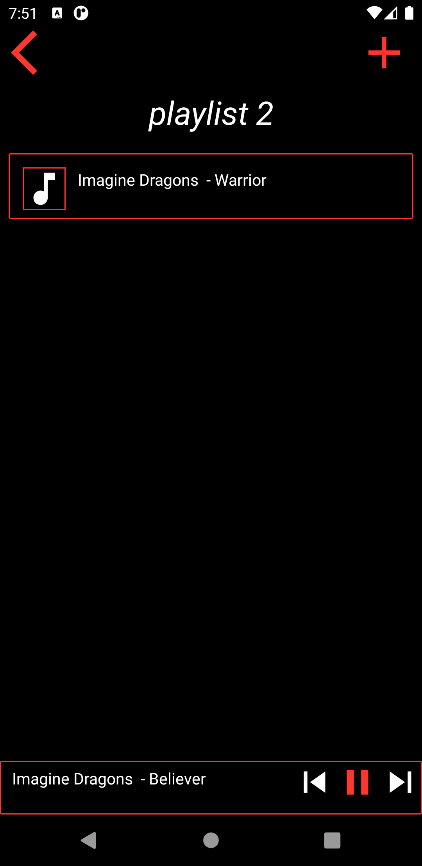 7:51
playlist 2
Imagine Dragons  - Warrior
Imagine Dragons  - Believer